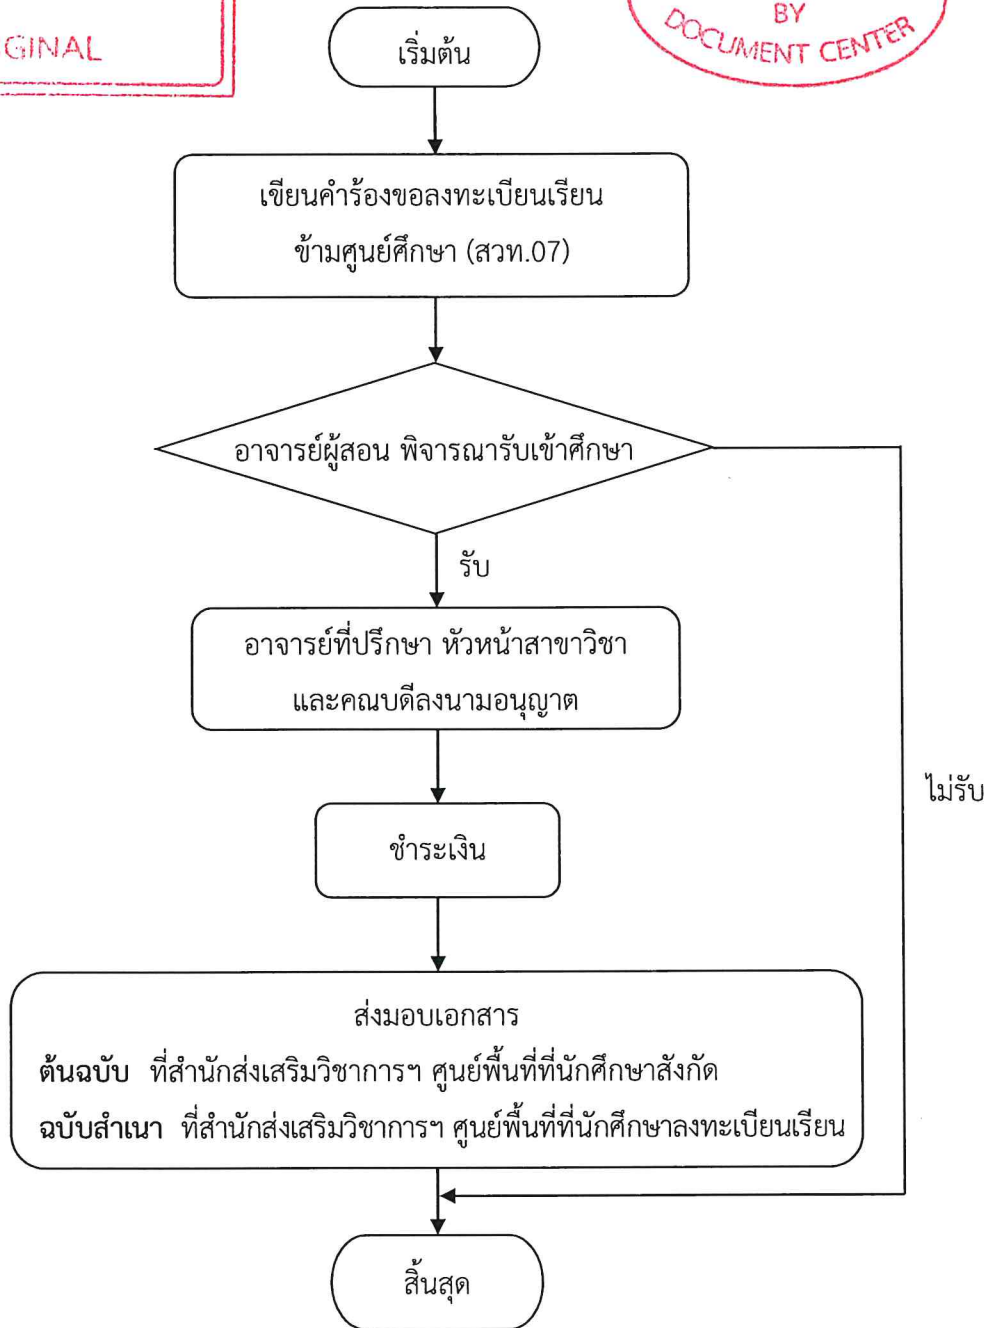 GINAL
BY
DOCUMENT CENTER
เริ่มต้น
เขียนคำร้องขอลงทะเบียนเรียน
ข้ามศูนย์ศึกษา (สวท.07)
อาจารย์ผู้สอน พิจารณารับเข้าศึกษา
รับ
อาจารย์ที่ปรึกษา หัวหน้าสาขาวิชา
และคณบดีลงนามอนุญาต
ไม่รับ
ชำระเงิน
ส่งมอบเอกสาร
ต้นฉบับ ที่สำนักส่งเสริมวิชาการฯ ศูนย์พื้นที่ที่นักศึกษาสังกัด
ฉบับสำเนา ที่สำนักส่งเสริมวิชาการฯ ศูนย์พื้นที่ที่นักศึกษาลงทะเบียนเรียน
สิ้นสุด